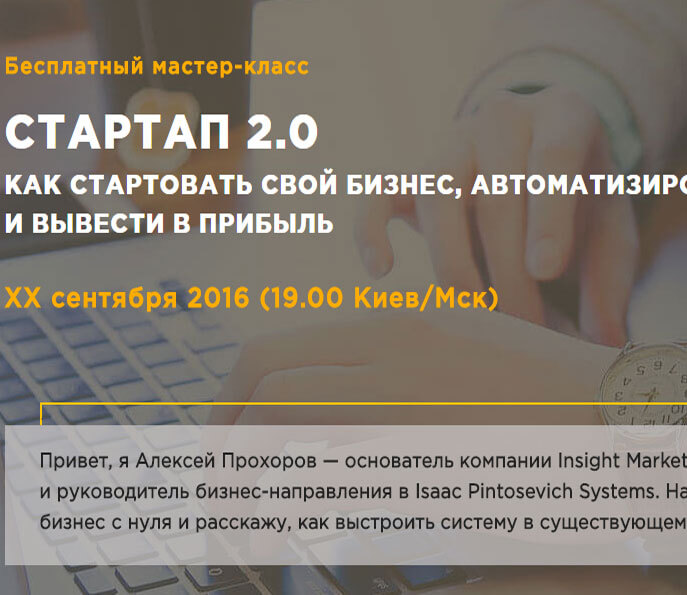 Бесплатный мастер-класс
СТАРТАП 2.0
КАК СТАРТОВАТЬ СВОЙ БИЗНЕС, АВТОМАТИЗИРО
И ВЫВЕСТИ В ПРИБЫЛЬ
XX сентября 2016 (19.00 Киев/Мск)
Привет, я Алексей Прохоров — основатель компании Insight Market
и руководитель бизнес-направления в Isaac Pintosevich Systems. На
бизнес с нуля и расскажу, как выстроить систему в существующем